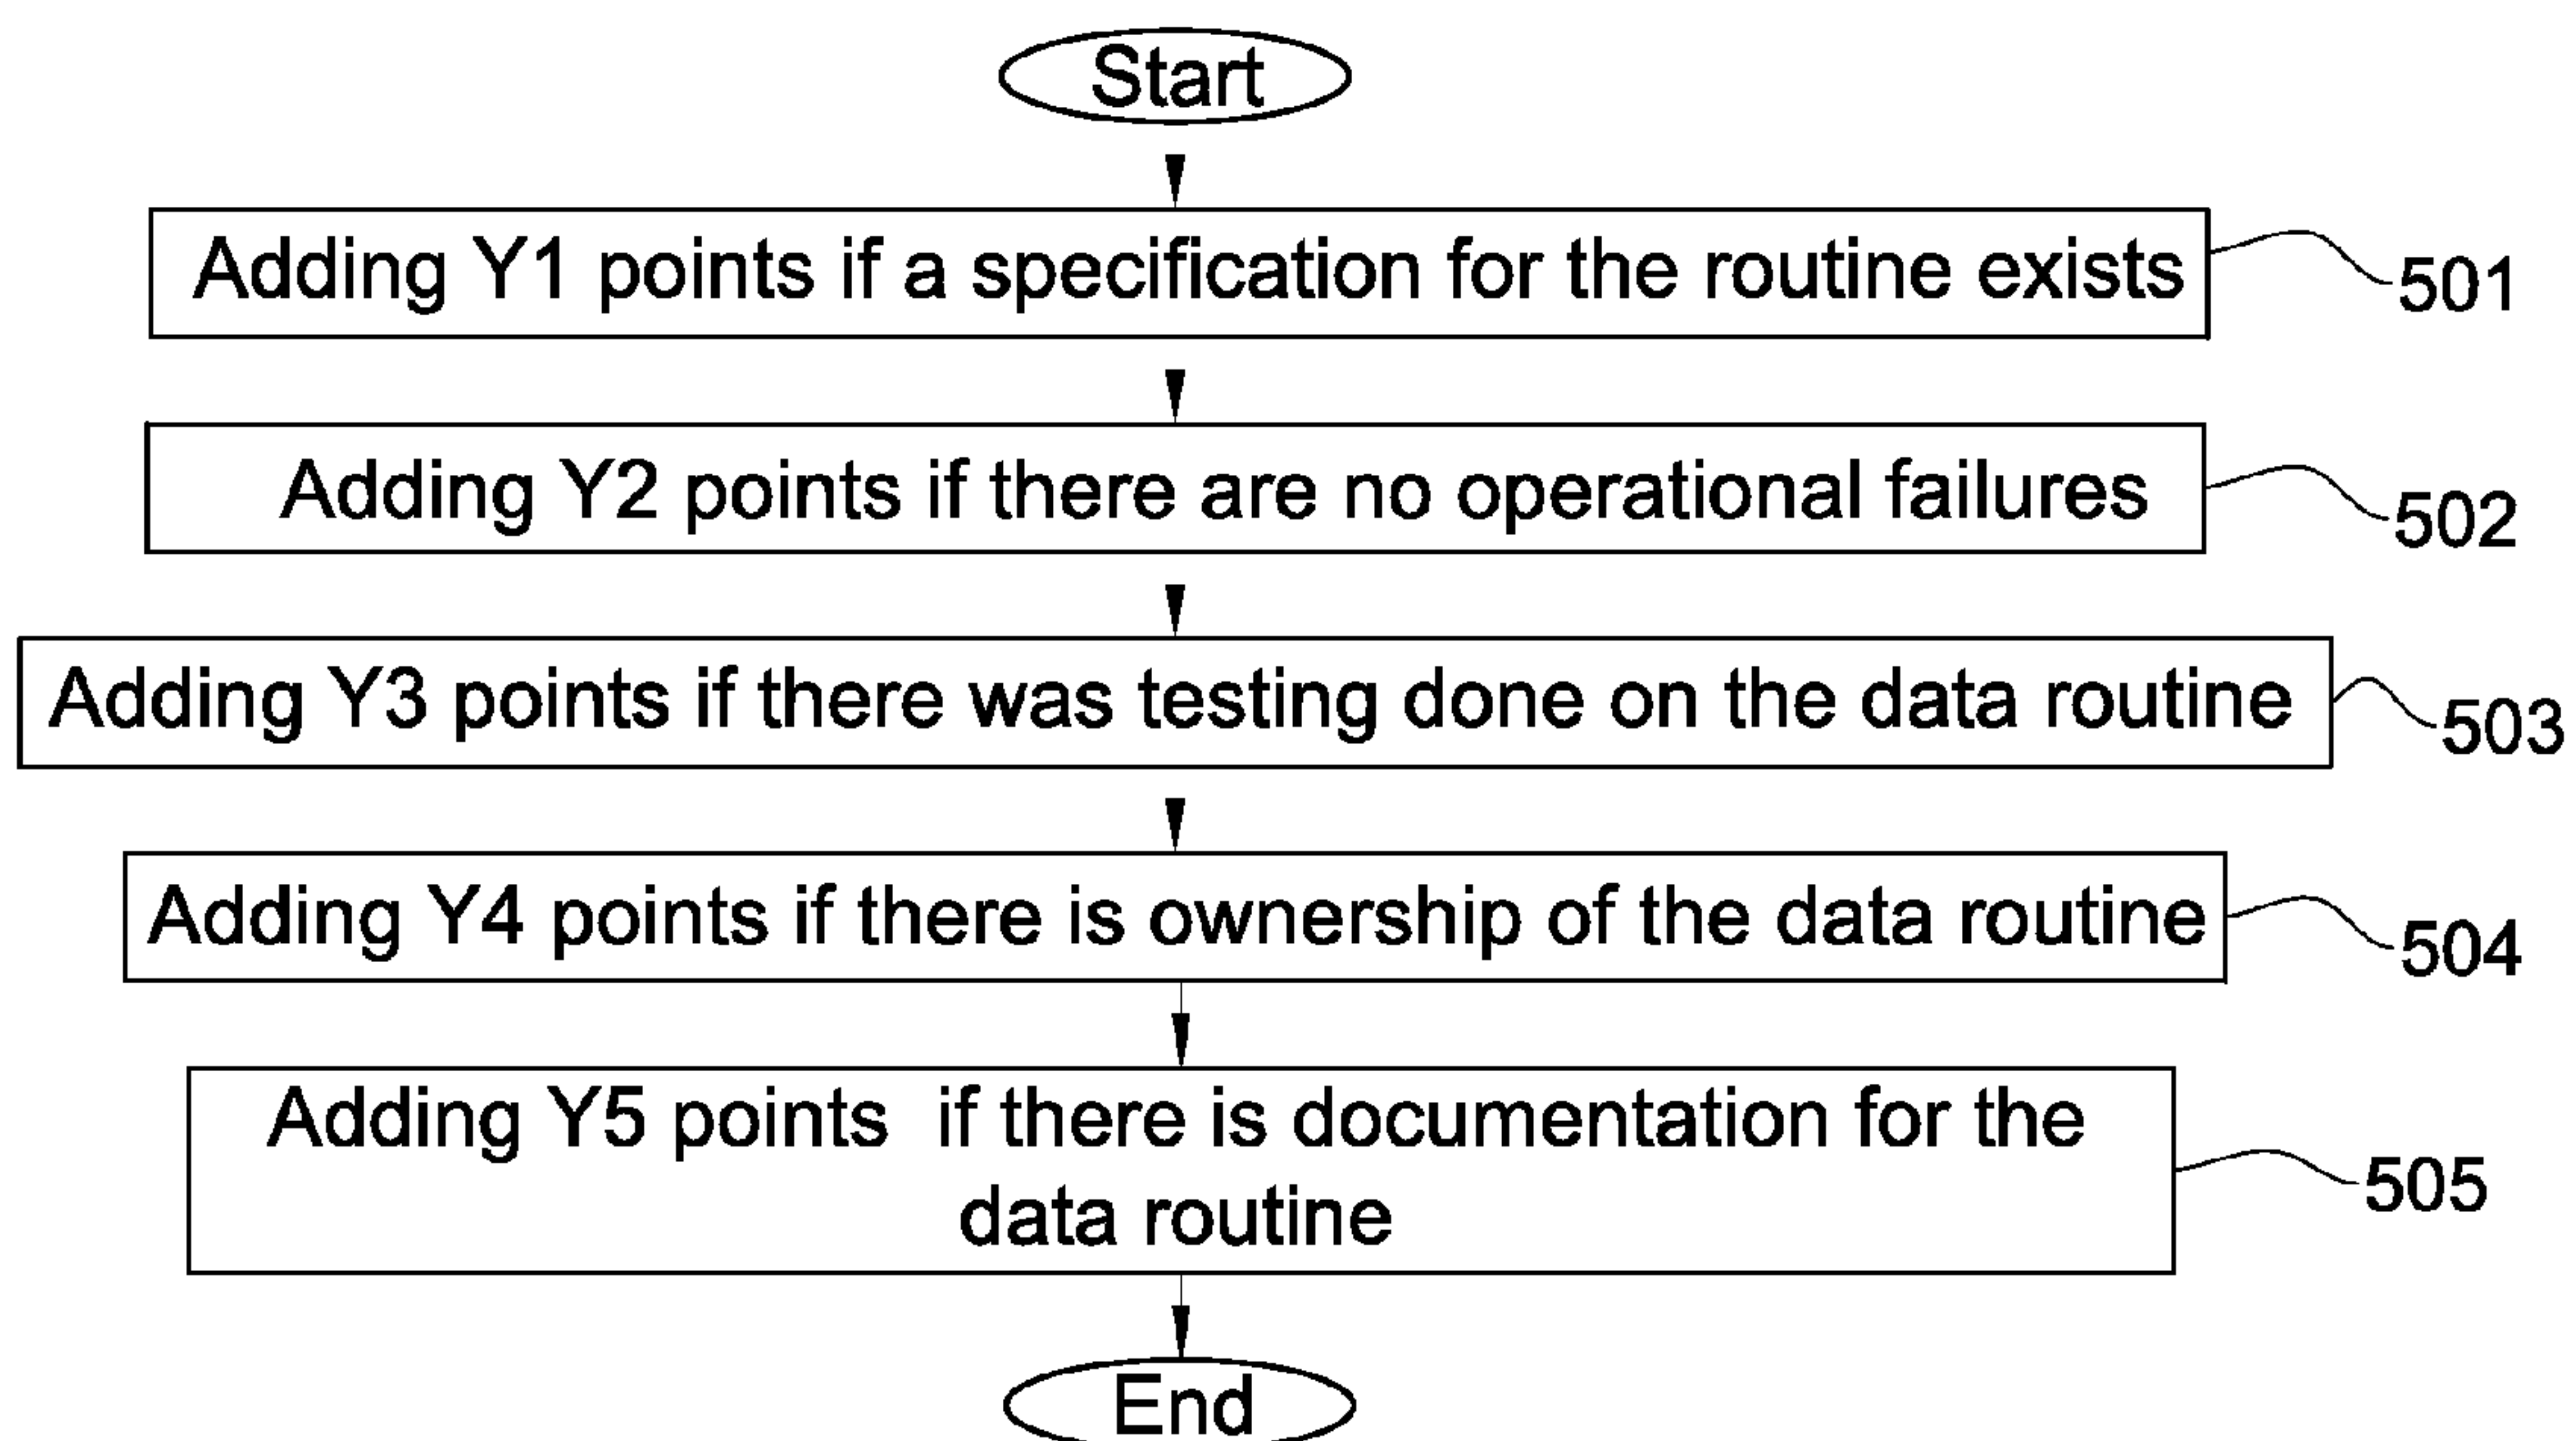 Start
Adding Y1 points if a specification for the routine exists
501
Adding Y2 points if there are no operational failures
502
Adding Y3 points if there was testing done on the data routine
503
Adding Y4 points if there is ownership of the data routine
504
Adding Y5 points if there is documentation for the
data routine
505
End